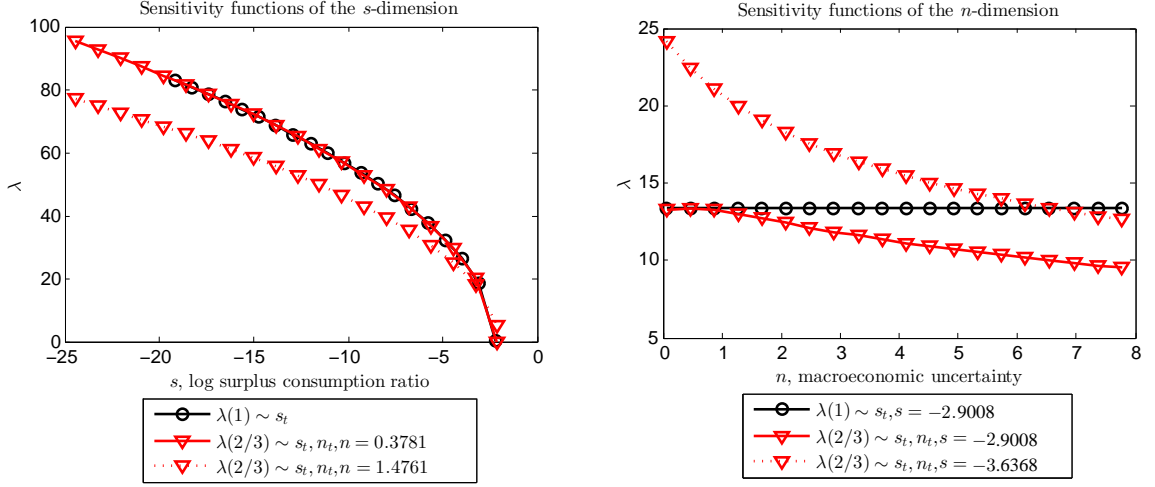 Sensitivity functions of the s-dimension
100
80
60
40
20
0
λ
−25
−20
−15
−10
−5
0
s, log surplus consumption ratio
λ(1) ∼ s_t
λ(2/3) ∼ s_t, n_t, n = 0.3781
λ(2/3) ∼ s_t, n_t, n = 1.4761
Sensitivity functions of the n-dimension
25
20
15
10
5
λ
0
1
2
3
4
5
6
7
8
n, macroeconomic uncertainty
λ(1) ∼ s_t, s = −2.9008
λ(2/3) ∼ s_t, n_t, s = −2.9008
λ(2/3) ∼ s_t, n_t, s = −3.6368